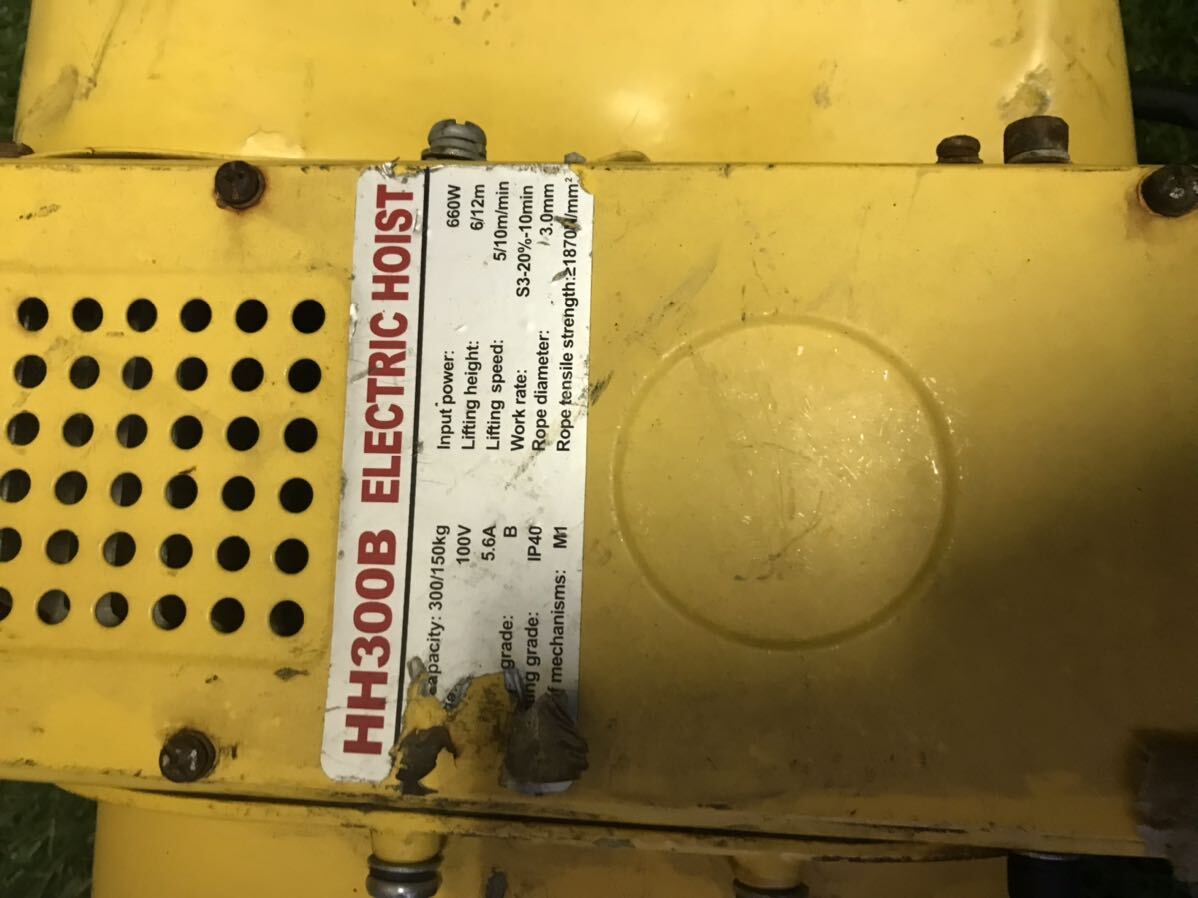 HH300B ELECTRIC HOIST
apacity: 300/150kg
100V
5.6A
grade: B
grade: IP40
mechanisms: M1
Input power: 660W
Lifting height: 6/12m
Lifting speed: 5/10m/min
Work rate: S3-20%-10min
Rope diameter: 3.0mm
Rope tensile strength:≥1870 /mm²